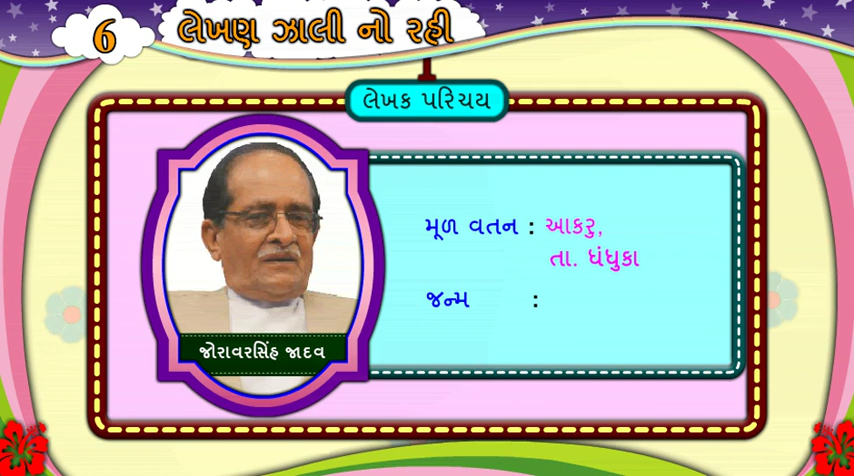 6
લેખણ ઝાલી નો રહી
લેખક પરિચય
મૂળ વતન : આકરુ,
તા. ધંધુકા
જન્મ :
જોરાવરસિંહ જાદવ